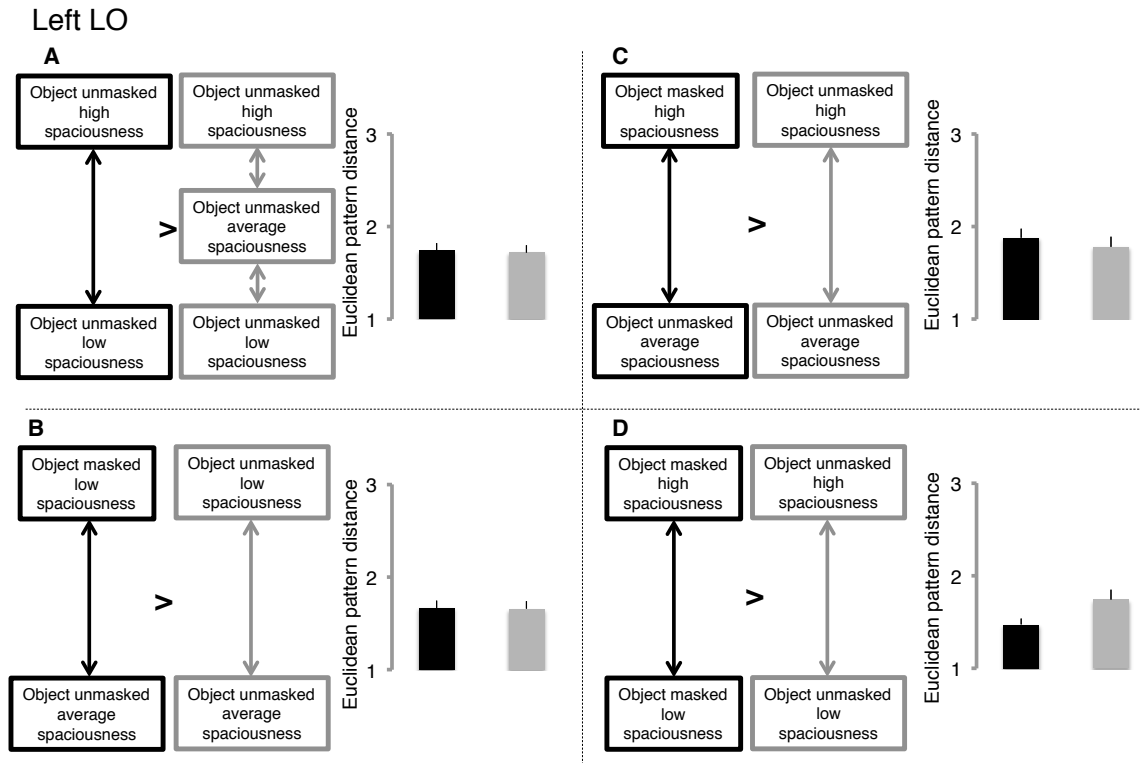 Left LO
A
Object unmasked
high
spaciousness
Object unmasked
high
spaciousness
>
Object unmasked
average
spaciousness
Object unmasked
low
spaciousness
Object unmasked
low
spaciousness
Euclidean pattern distance
3
2
1
C
Object masked
high
spaciousness
Object unmasked
high
spaciousness
>
Object unmasked
average
spaciousness
Object unmasked
average
spaciousness
Euclidean pattern distance
3
2
1
B
Object masked
low
spaciousness
Object unmasked
low
spaciousness
>
Object unmasked
average
spaciousness
Object unmasked
average
spaciousness
Euclidean pattern distance
3
2
1
D
Object masked
high
spaciousness
Object unmasked
high
spaciousness
>
Object masked
low
spaciousness
Object unmasked
low
spaciousness
Euclidean pattern distance
3
2
1